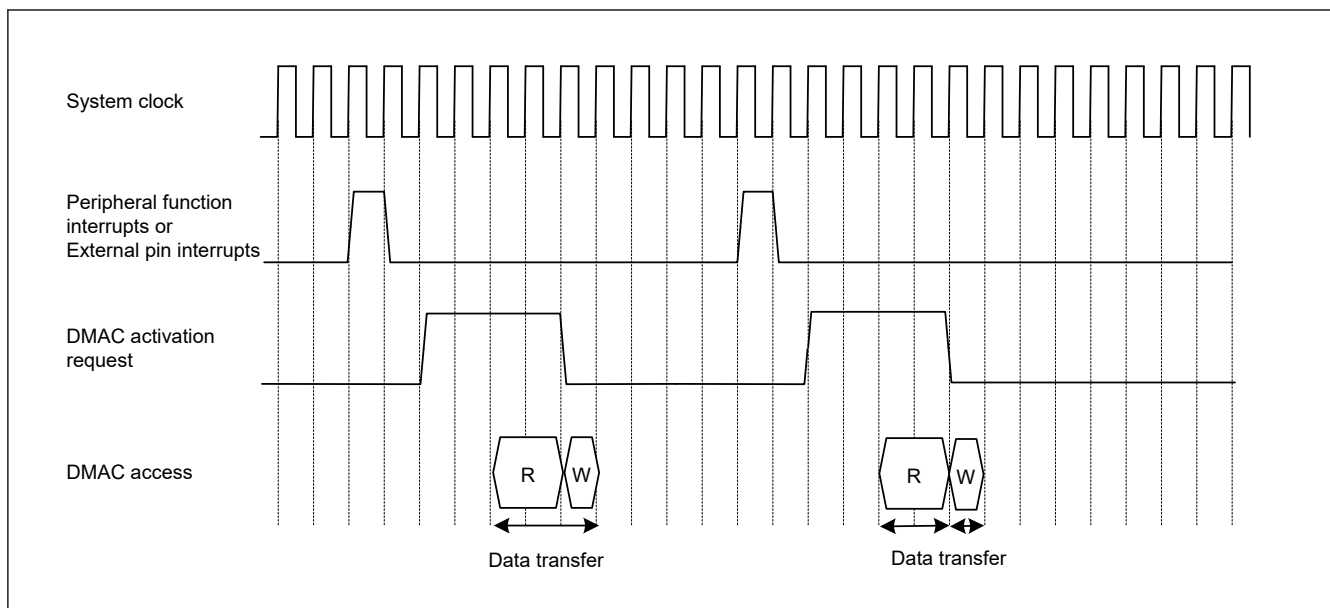 System clock
Peripheral function
interrupts or
External pin interrupts
DMAC activation
request
DMAC access
R
W
R
W
Data transfer
Data transfer